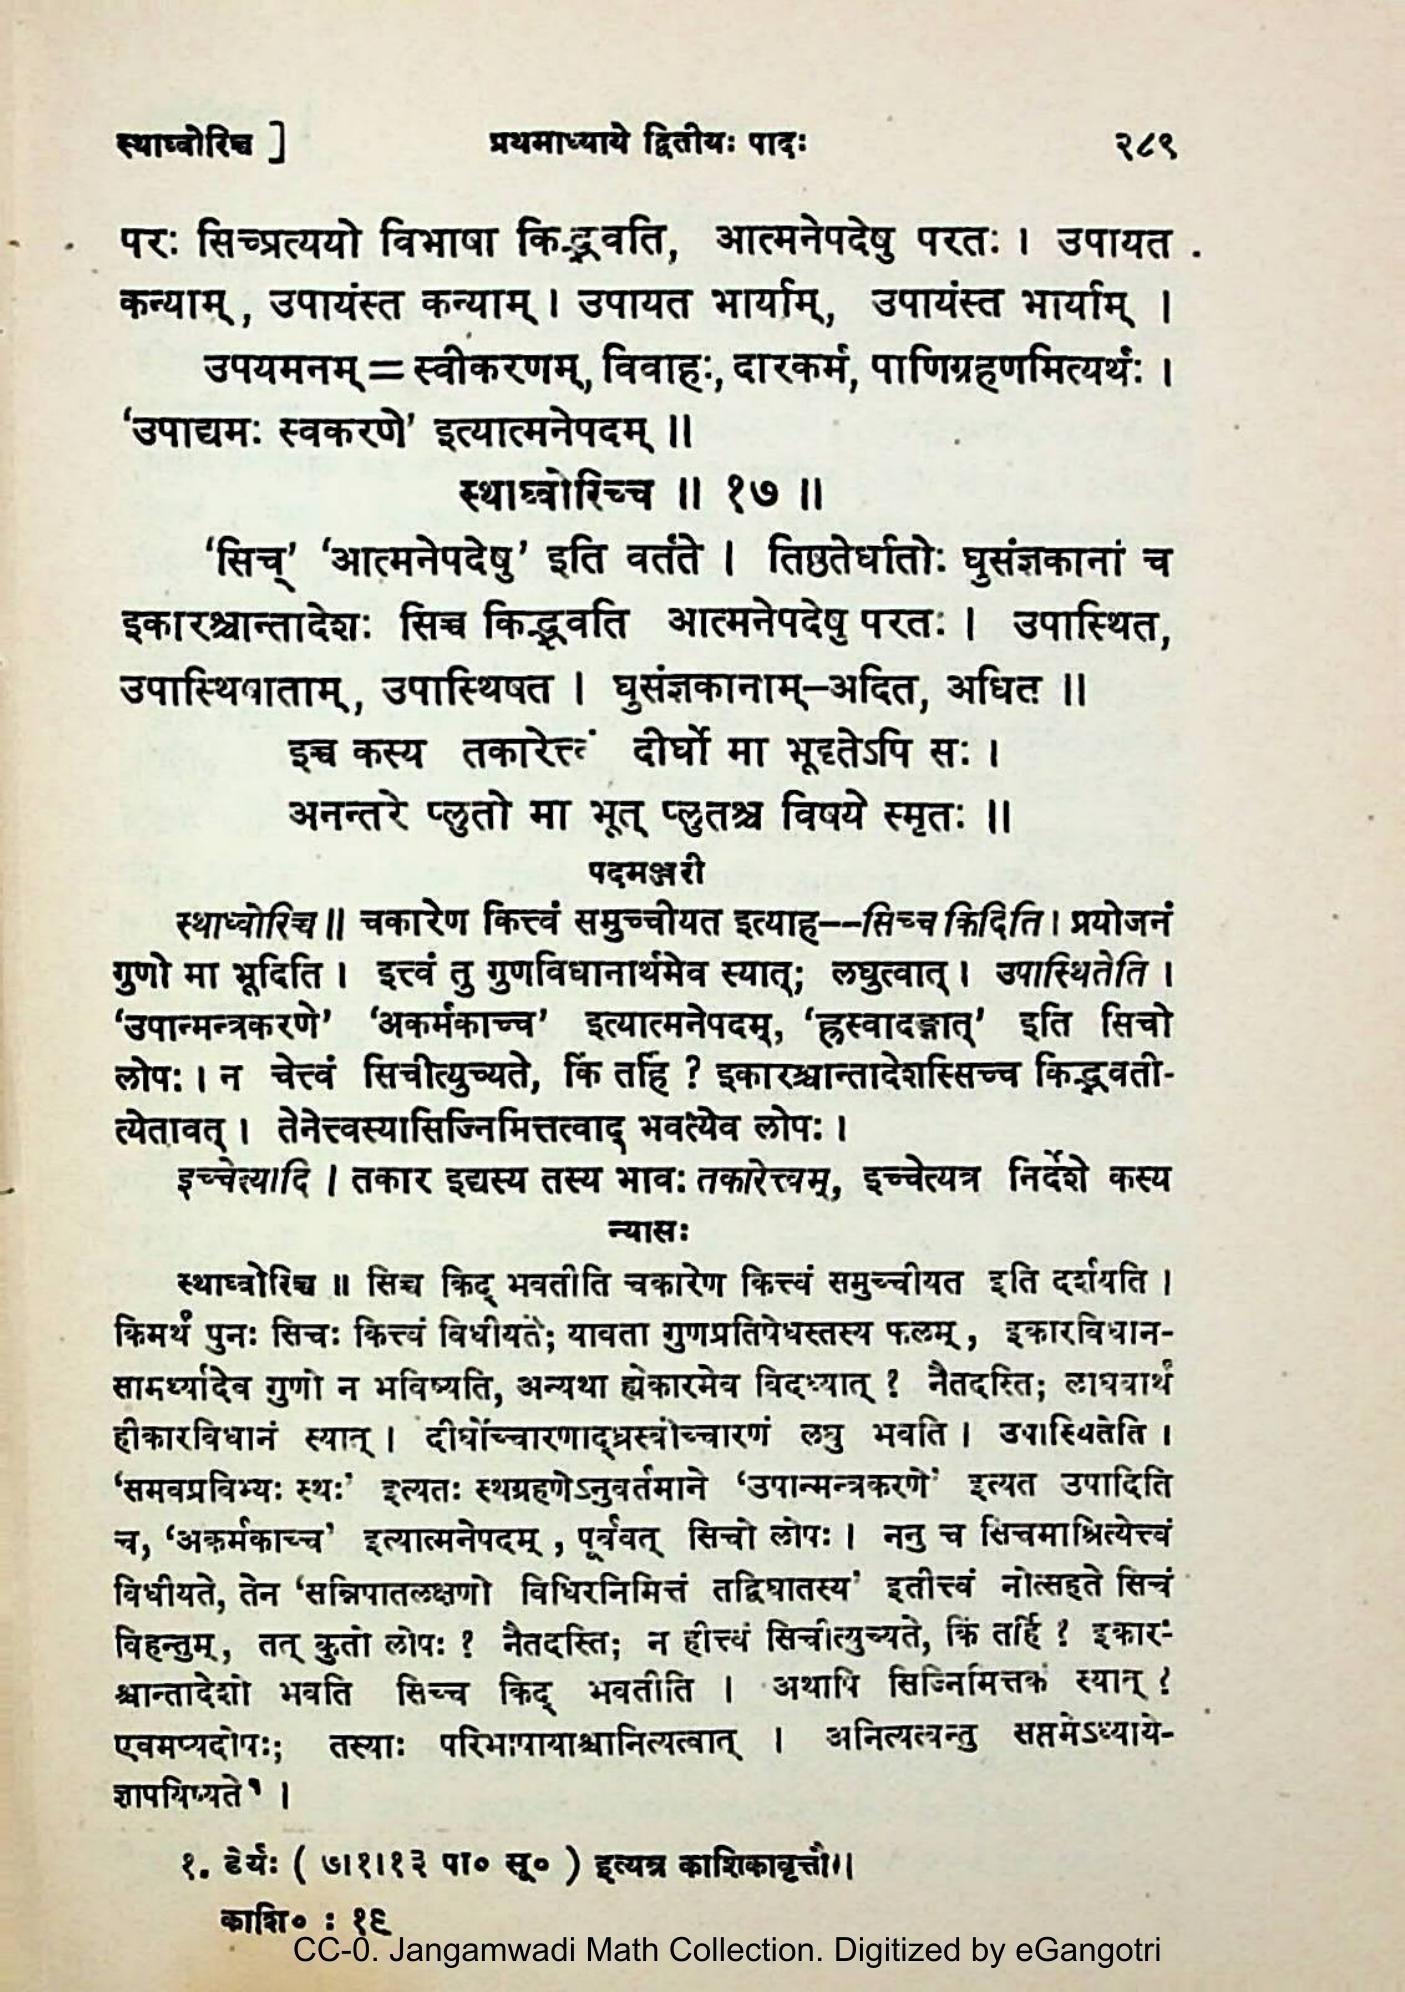 स्थाघ्वोरिच्च ] प्रथमाध्याये द्वितीयः पादः २८९
परः सिच्प्रत्ययो विभाषा किद्भवति, आत्मनेपदेषु परतः । उपायत
कन्याम्, उपायंस्त कन्याम् । उपायत भार्याम्, उपायंस्त भार्याम् ।
उपयमनम् = स्वीकरणम्, विवाहः, दारकर्म, पाणिग्रहणमित्यर्थः ।
‘उपाद्यमः स्वकरणे’ इत्यात्मनेपदम् ॥
स्थाघ्वोरिच्च ॥ १७ ॥
‘सिच्’ ‘आत्मनेपदेषु’ इति वर्तते । तिष्ठतेर्धातोः घुसंज्ञकानां च
इकारश्चान्तादेशः सिच्च किद्भवति आत्मनेपदेषु परतः । उपास्थित,
उपास्थिषाताम्, उपास्थिषत । घुसंज्ञकानाम्–अदित, अधित ॥
इच्च कस्य तकारेत्त्वं दीर्घो मा भूदृतेऽपि सः ।
अनन्तरे प्लुतो मा भूत् प्लुतश्च विषये स्मृतः ॥
पदमञ्जरी
स्थाघ्वोरिच्च ॥ चकारेण कित्त्वं समुच्चीयत इत्याह--सिच्च किदिति । प्रयोजनं
गुणो मा भूदिति । इत्त्वं तु गुणविधानार्थमेव स्यात्; लघुत्वात् । उपास्थितेति ।
‘उपान्मन्त्रकरणे’ ‘अकर्मकाच्च’ इत्यात्मनेपदम्, ‘ह्रस्वादङ्गात्’ इति सिचो
लोपः । न चेत्त्वं सिचीत्युच्यते, किं तर्हि ? इकारश्चान्तादेशस्सिच्च किद्भवती-
त्येतावत् । तेनेत्त्वस्यासिज्निमित्तत्वाद् भवत्येव लोपः ।
इच्चेत्यादि । तकार इद्यस्य तस्य भावः तकारेत्त्वम्, इच्चेत्यत्र निर्देशे कस्य
न्यासः
स्थाघ्वोरिच्च ॥ सिच्च किद् भवतीति चकारेण कित्त्वं समुच्चीयत इति दर्शयति ।
किमर्थं पुनः सिचः कित्त्वं विधीयते; यावता गुणप्रतिषेधस्तस्य फलम्, इकारविधान-
सामर्थ्यादेव गुणो न भविष्यति, अन्यथा ह्येकारमेव विदध्यात् ? नैतदस्ति; लाघवार्थं
हीकारविधानं स्यात् । दीर्घोच्चारणाद्ध्रस्वोच्चारणं लघु भवति । उपास्थितेति ।
‘समवप्रविभ्यः स्थः’ इत्यतः स्थग्रहणेऽनुवर्तमाने ‘उपान्मन्त्रकरणे’ इत्यत उपादिति
च, ‘अकर्मकाच्च’ इत्यात्मनेपदम्, पूर्ववत् सिचो लोपः । ननु च सिचमाश्रित्येत्त्वं
विधीयते, तेन ‘सन्निपातलक्षणो विधिरनिमित्तं तद्विघातस्य’ इतीत्त्वं नोत्सहते सिचं
विहन्तुम्, तत् कुतो लोपः ? नैतदस्ति; न हीत्त्वं सिचीत्युच्यते, किं तर्हि ? इकार-
श्चान्तादेशो भवति सिच्च किद् भवतीति । अथापि सिज्निमित्तकं स्यात् ?
एवमप्यदोषः; तस्याः परिभाषायाश्चानित्यत्वात् । अनित्यत्वन्तु सप्तमेऽध्याये-
ज्ञापयिष्यते१ ।
१. ङेर्यः ( ७।१।१३ पा० सू० ) इत्यत्र काशिकावृत्तौ।।
काशि० : १९
CC-0. Jangamwadi Math Collection. Digitized by eGangotri